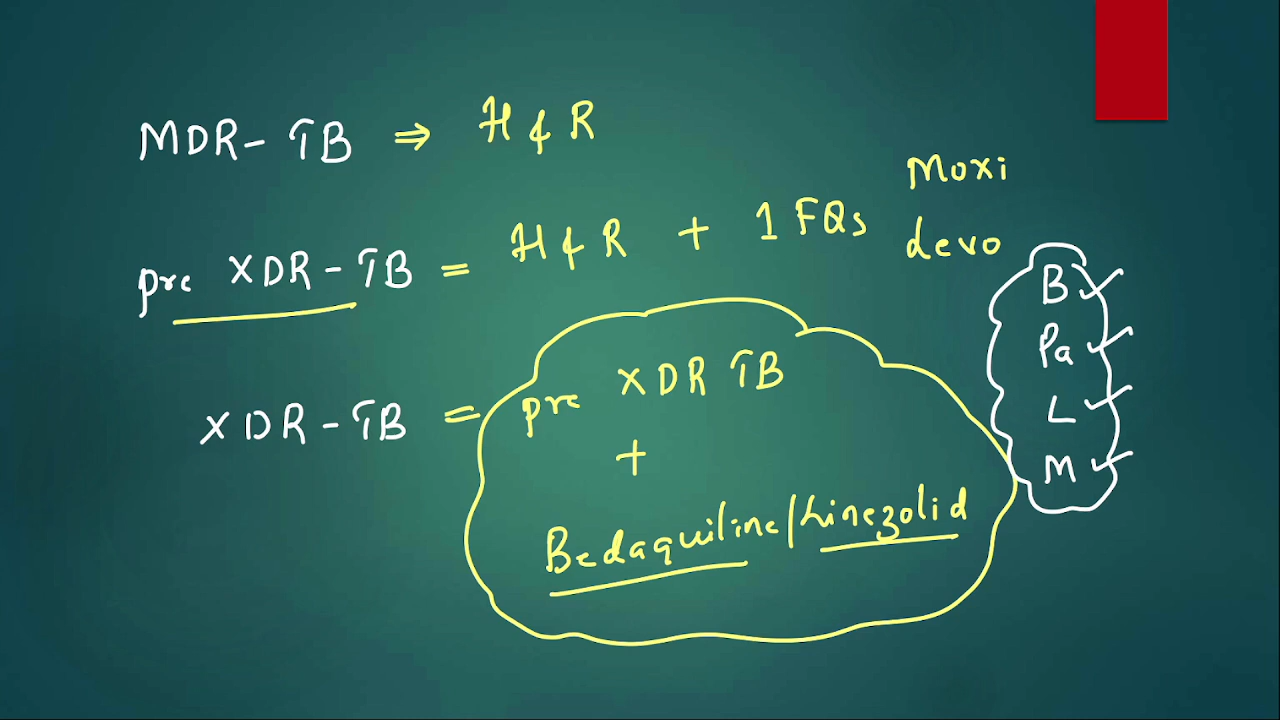 MDR-TB ⇒ H & R
pre XDR-TB = H & R + 1 FQs
Moxi
Levo
XDR-TB = pre XDR TB
+
Bedaquiline/Linezolid
B ✓
Pa ✓
L ✓
M ✓